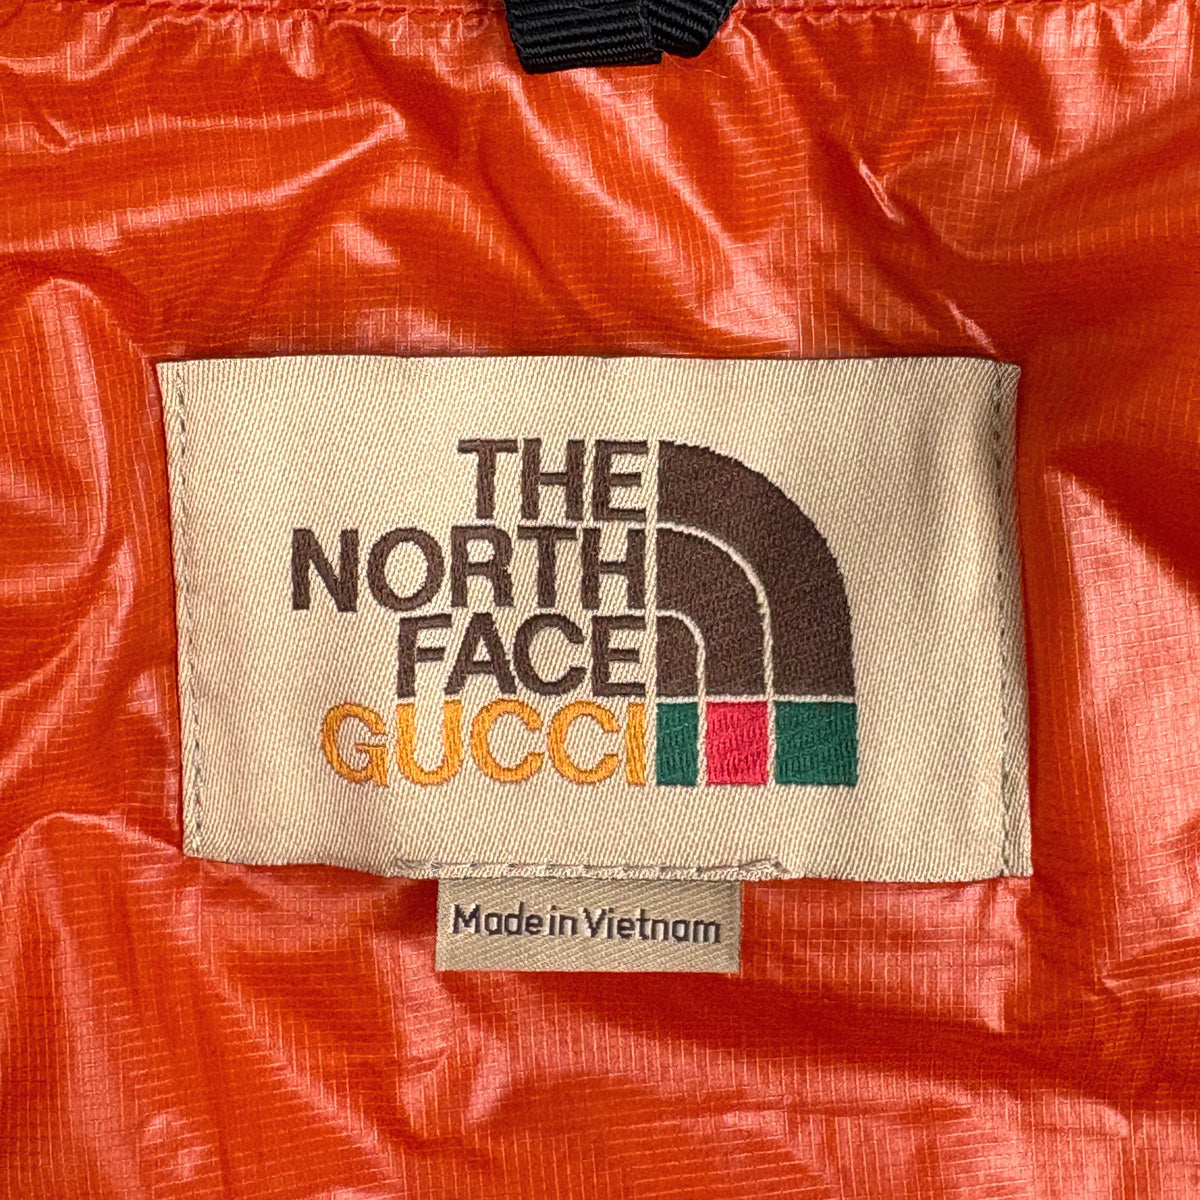 THE
NORTH
FACE
GUCCI
Made in Vietnam